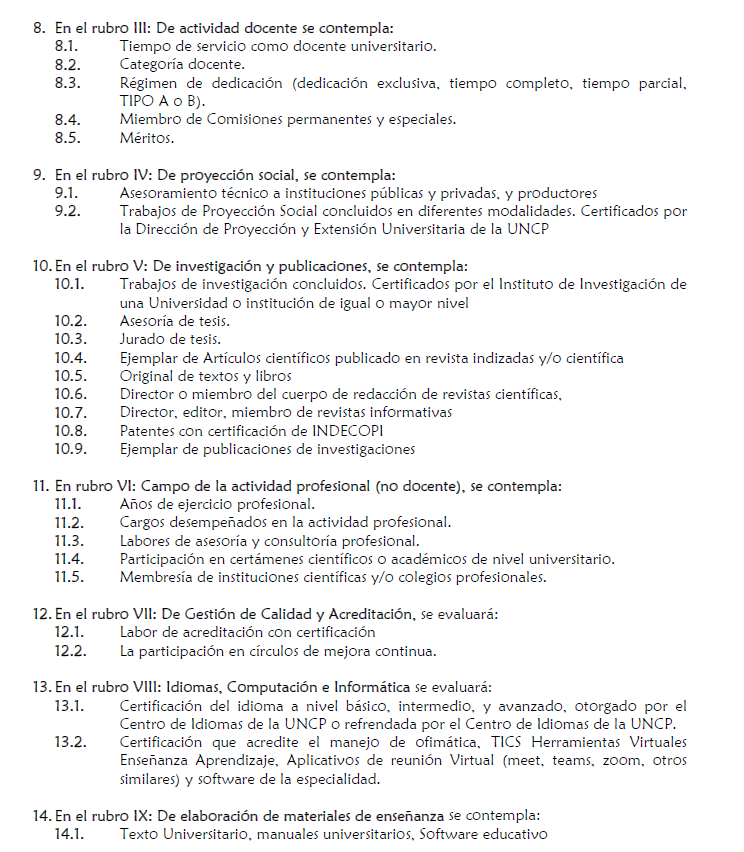 8. En el rubro III: De actividad docente se contempla:
8.1. Tiempo de servicio como docente universitario.
8.2. Categoría docente.
8.3. Régimen de dedicación (dedicación exclusiva, tiempo completo, tiempo parcial,
TIPO A o B).
8.4. Miembro de Comisiones permanentes y especiales.
8.5. Méritos.
9. En el rubro IV: De proyección social, se contempla:
9.1. Asesoramiento técnico a instituciones públicas y privadas, y productores
9.2. Trabajos de Proyección Social concluidos en diferentes modalidades. Certificados por
la Dirección de Proyección y Extensión Universitaria de la UNCP
10. En el rubro V: De investigación y publicaciones, se contempla:
10.1. Trabajos de investigación concluidos. Certificados por el Instituto de Investigación de
una Universidad o institución de igual o mayor nivel
10.2. Asesoría de tesis.
10.3. Jurado de tesis.
10.4. Ejemplar de Artículos científicos publicado en revista indizadas y/o científica
10.5. Original de textos y libros
10.6. Director o miembro del cuerpo de redacción de revistas científicas,
10.7. Director, editor, miembro de revistas informativas
10.8. Patentes con certificación de INDECOPI
10.9. Ejemplar de publicaciones de investigaciones
11. En rubro VI: Campo de la actividad profesional (no docente), se contempla:
11.1. Años de ejercicio profesional.
11.2. Cargos desempeñados en la actividad profesional.
11.3. Labores de asesoría y consultoría profesional.
11.4. Participación en certámenes científicos o académicos de nivel universitario.
11.5. Membresía de instituciones científicas y/o colegios profesionales.
12. En el rubro VII: De Gestión de Calidad y Acreditación, se evaluará:
12.1. Labor de acreditación con certificación
12.2. La participación en círculos de mejora continua.
13. En el rubro VIII: Idiomas, Computación e Informática se evaluará:
13.1. Certificación del idioma a nivel básico, intermedio, y avanzado, otorgado por el
Centro de Idiomas de la UNCP o refrendada por el Centro de Idiomas de la UNCP.
13.2. Certificación que acredite el manejo de ofimática, TICS Herramientas Virtuales
Enseñanza Aprendizaje, Aplicativos de reunión Virtual (meet, teams, zoom, otros
similares) y software de la especialidad.
14. En el rubro IX: De elaboración de materiales de enseñanza se contempla:
14.1. Texto Universitario, manuales universitarios, Software educativo